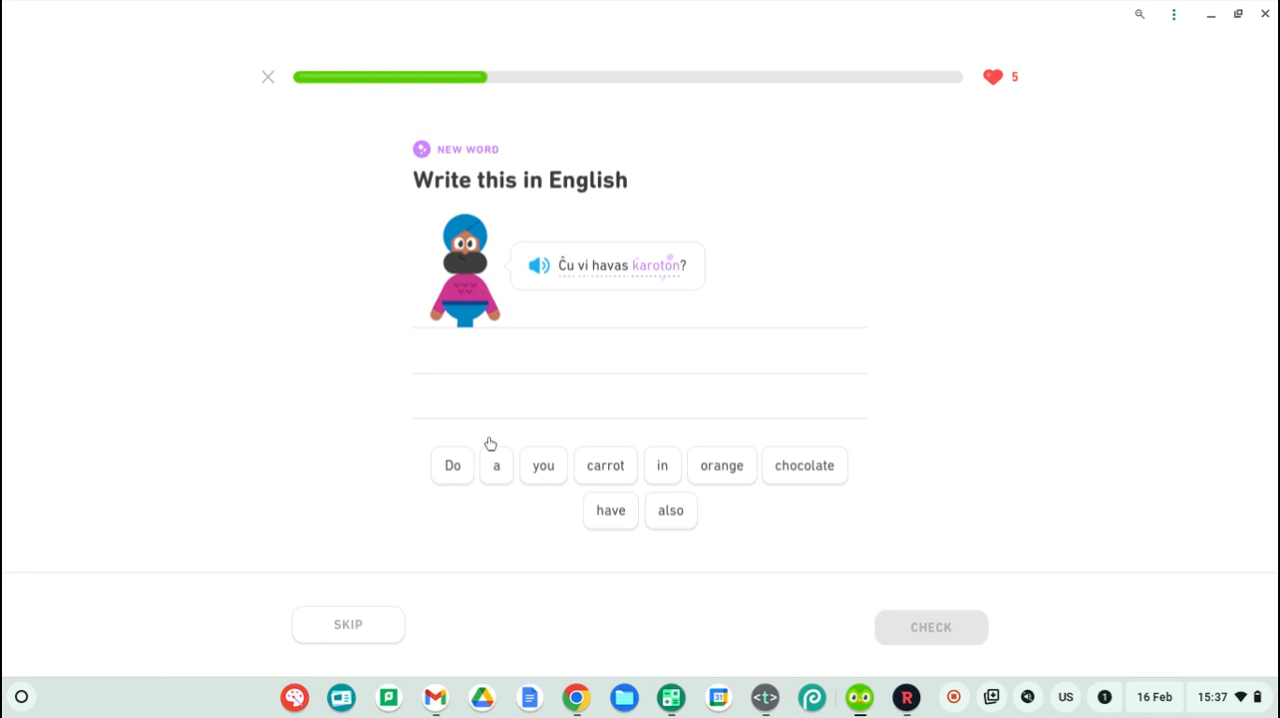 5
NEW WORD
Write this in English
Ĉu vi havas karoton?
Do a you carrot in orange chocolate
have also
SKIP
CHECK
31 <t> R US 1 16 Feb 15:37